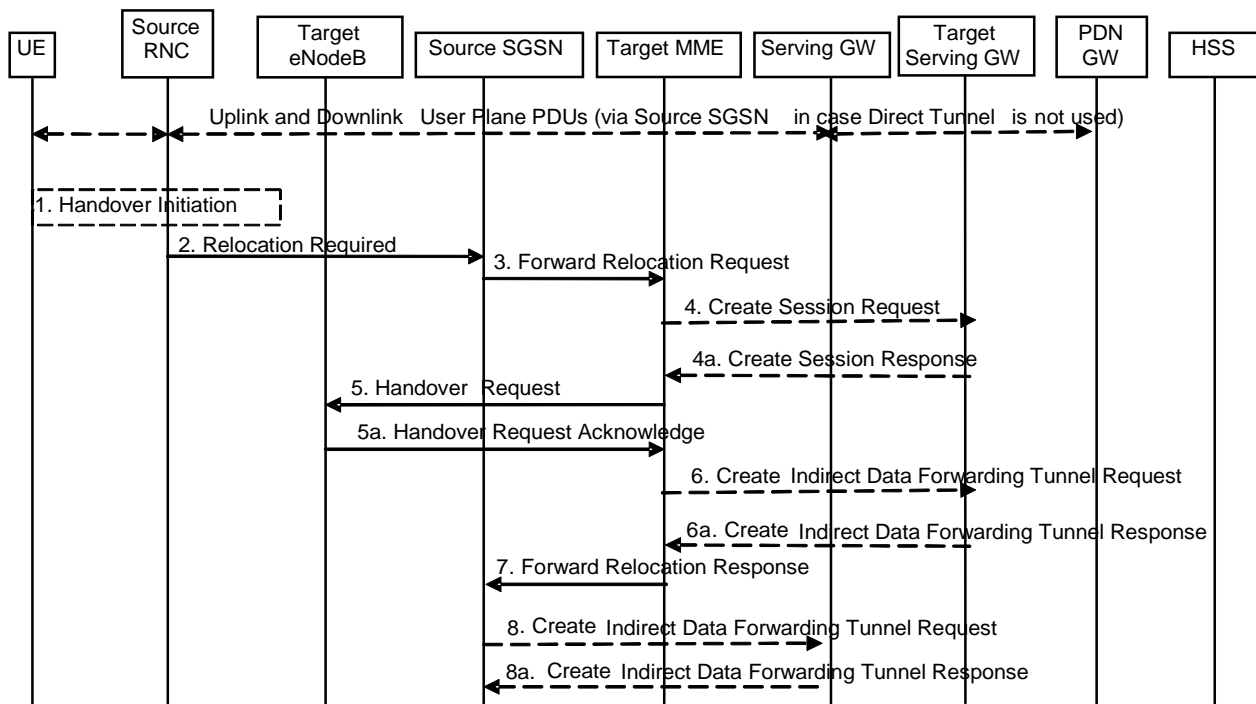 UE
Source
RNC
Target
eNodeB
Source SGSN
Target MME
Serving GW
Target
Serving GW
PDN
GW
HSS
Uplink and Downlink User Plane PDUs (via Source SGSN in case Direct Tunnel is not used)
1. Handover Initiation
2. Relocation Required
3. Forward Relocation Request
4. Create Session Request
4a. Create Session Response
5. Handover Request
5a. Handover Request Acknowledge
6. Create Indirect Data Forwarding Tunnel Request
6a. Create Indirect Data Forwarding Tunnel Response
7. Forward Relocation Response
8. Create Indirect Data Forwarding Tunnel Request
8a. Create Indirect Data Forwarding Tunnel Response